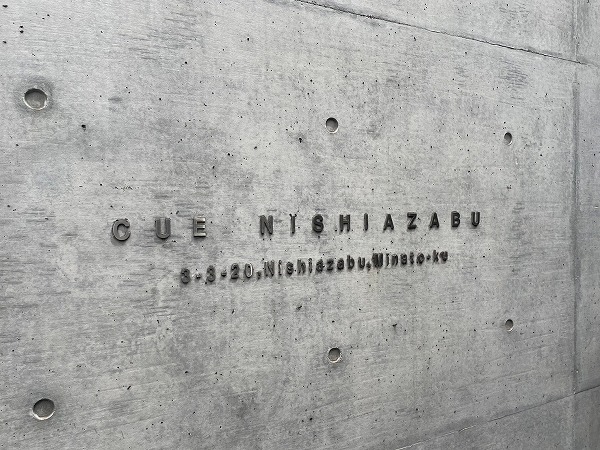 CUE NISHIAZABU
3-3-20,Nishiazabu,Minato-ku